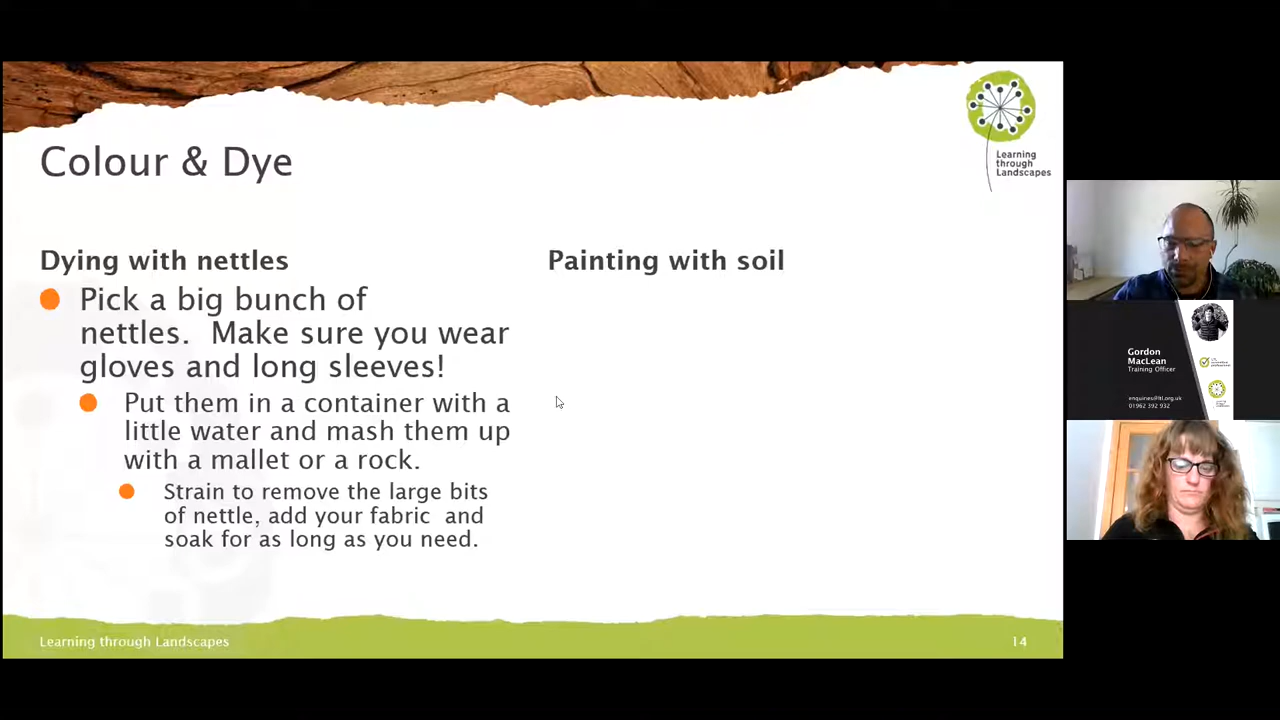 Colour & Dye
Learning
through
Landscapes
Dying with nettles
Pick a big bunch of
nettles.  Make sure you wear
gloves and long sleeves!
Put them in a container with a
little water and mash them up
with a mallet or a rock.
Strain to remove the large bits
of nettle, add your fabric  and
soak for as long as you need.
Painting with soil
Learning through Landscapes
14
Gordon
MacLean
Training Officer
enquiries@ltl.org.uk
01962 392 932